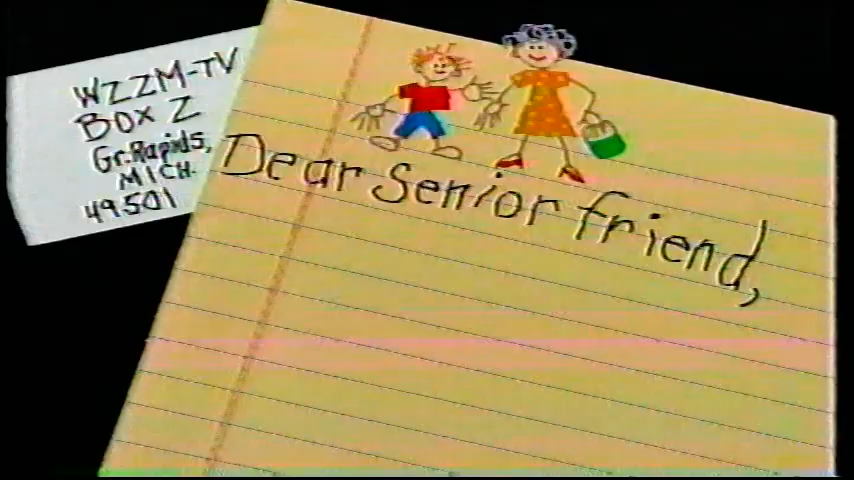 WZZM-TV
BOX Z
Gr. Rapids,
MICH.
49501
Dear Senior friend,